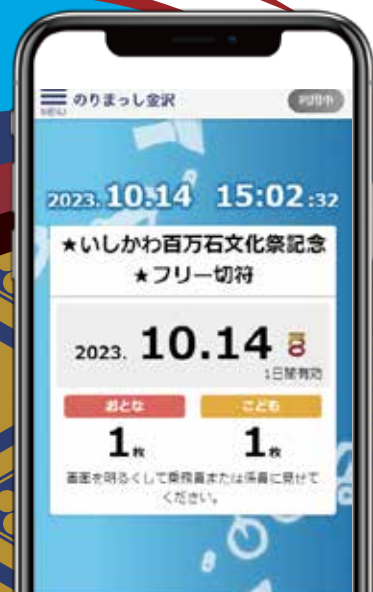 のりまっし金沢
MENU
利用中
2023.10.14 15:02:32
★いしかわ百万石文化祭記念
★フリー切符
2023. 10.14
1日間有効
おとな
こども
1枚
1枚
画面を明るくして乗務員または係員に見せて
ください。